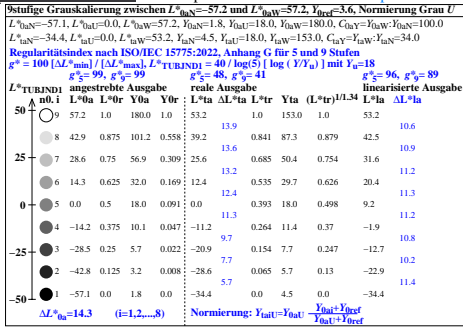 9stufige Graukalierung zwischen L*0aN=−57.2 und L*0aW=57.2, Y0ref=3.6, Normierung Grau U
L*0aN=−57.1, L*0aU=0.0, L*0aW=57.2, Y0aN=1.8, Y0aU=18.0, Y0aW=180.0, C0aY=Y0aW:Y0aN=100.0
L*taN=−34.4, L*taU=0.0, L*taW=53.2, YtaN=4.5, YtaU=18.0, YtaW=153.0, CtaY=YtaW:YtaN=34.0
Regularitätsindex nach ISO/IEC 15775:2022, Anhang G für 5 und 9 Stufen
g* = 100 [ΔL*min] / [ΔL*max], L*TUBJND1 = 40 / log(5) [ log ( Y/Yu) ] mit Yu=18
g*5= 99, g*9= 99 g*5= 48, g*9= 41 g*5= 96, g*9= 89
L*TUBJND1 angestrebte Ausgabe reale Ausgabe linearisierte Ausgabe
n0. i L*0a L*0r Y0a Y0r L*ta ΔL*ta L*tr Yta (L*tr)1/1.34 L*la ΔL*la
50 9 57.2 1.0 180.0 1.0 53.2 1.0 153.0 1.0 53.2
13.9 10.6
8 42.9 0.875 101.2 0.558 39.2 0.841 87.3 0.879 42.5
13.6 10.9
25 7 28.6 0.75 56.9 0.309 25.6 0.685 50.4 0.754 31.6
13.2 11.2
6 14.3 0.625 32.0 0.169 12.4 0.535 29.7 0.626 20.4
12.4 11.3
0 5 0.0 0.5 18.0 0.091 0.0 0.393 18.0 0.498 9.2
11.3 11.2
4 −14.2 0.375 10.1 0.047 −11.2 0.264 11.4 0.37 −1.9
9.7 10.8
−25 3 −28.5 0.25 5.7 0.022 −20.9 0.154 7.7 0.247 −12.7
7.7 10.2
2 −42.8 0.125 3.2 0.008 −28.6 0.065 5.7 0.13 −22.9
5.7 11.4
−50 1 −57.1 0.0 1.8 0.0 −34.4 0.0 4.5 0.0 −34.4
ΔL*0a=14.3 (i=1,2,...,8) Normierung: YtaiU=Y0aU Y0ai+Y0ref
Y0aU+Y0ref